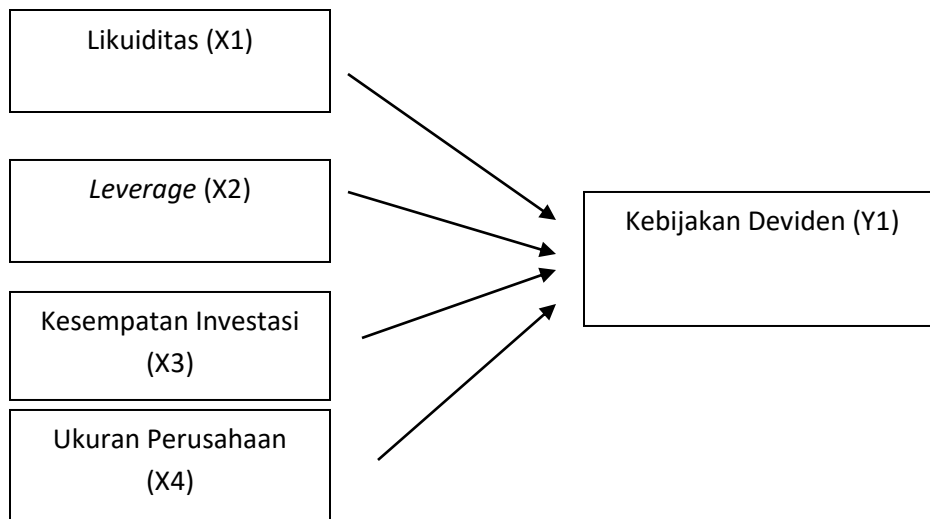 Likuiditas (X1)
Leverage (X2)
Kesempatan Investasi
(X3)
Ukuran Perusahaan
(X4)
Kebijakan Deviden (Y1)